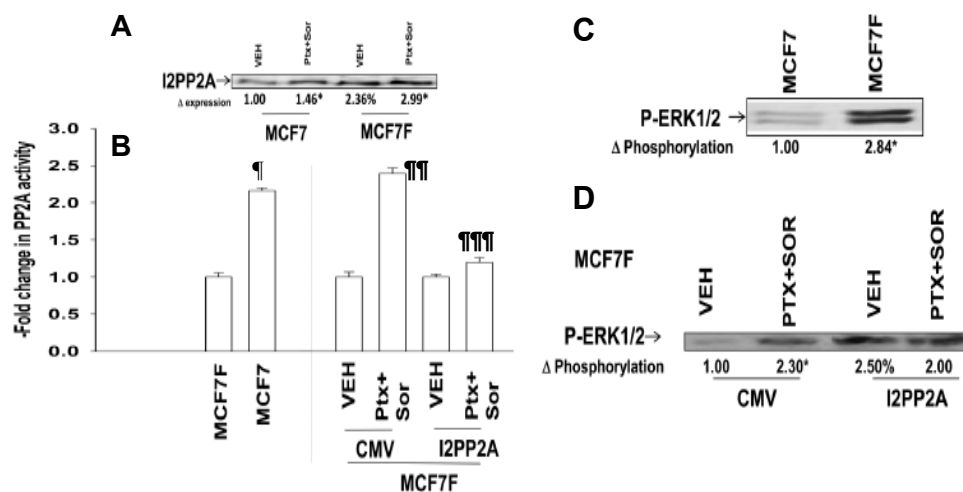 A
VEH
Ptx+Sor
VEH
Ptx+Sor
I2PP2A→
Δ expression 1.00 1.46* 2.36% 2.99*
MCF7 MCF7F
B
-Fold change in PP2A activity
3.0
2.5
2.0
1.5
1.0
0.5
0.0
¶
¶¶
¶¶¶
MCF7F
MCF7
VEH
Ptx+
Sor
VEH
Ptx+
Sor
CMV I2PP2A
MCF7F
C
MCF7
MCF7F
P-ERK1/2 →
Δ Phosphorylation 1.00 2.84*
D
MCF7F
VEH
PTX+SOR
VEH
PTX+SOR
P-ERK1/2→
Δ Phosphorylation 1.00 2.30* 2.50% 2.00
CMV I2PP2A